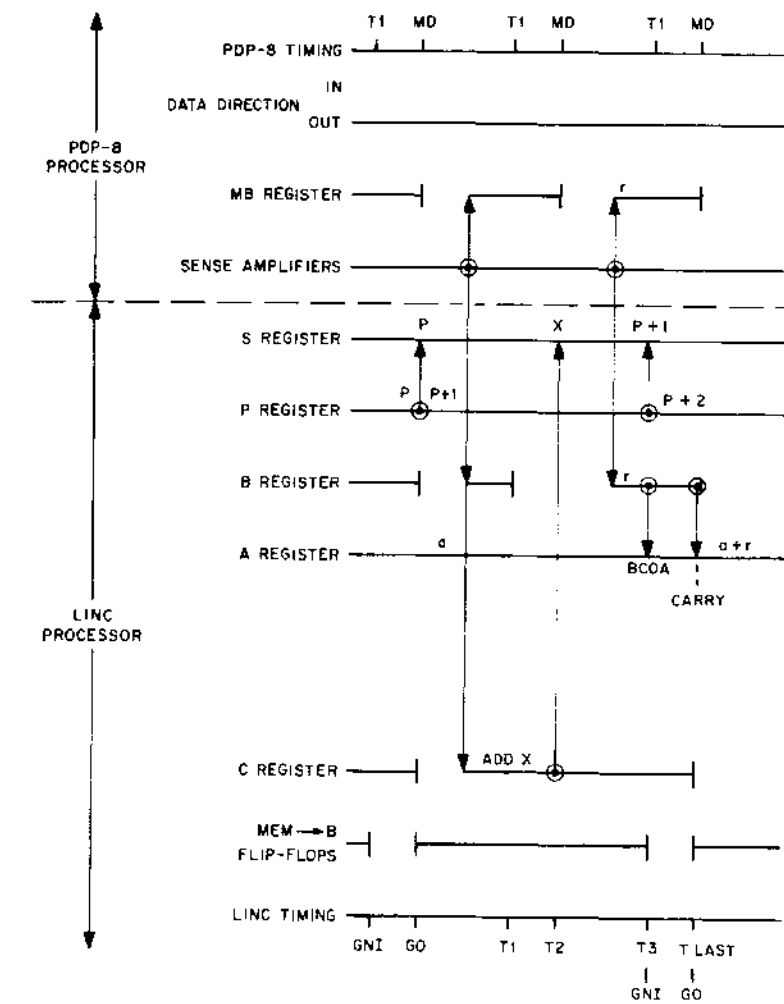 T1 MD T1 MD T1 MD
PDP-8 TIMING
IN
DATA DIRECTION
OUT
PDP-8
PROCESSOR
MB REGISTER
r
SENSE AMPLIFIERS
P X P+1
S REGISTER
P P+1
P REGISTER
P + 2
B REGISTER
r
a
A REGISTER
a+r
BCOA
CARRY
LINC
PROCESSOR
ADD X
C REGISTER
MEM → B
FLIP-FLOPS
LINC TIMING
GNI GO T1 T2 T3 T LAST
GNI GO